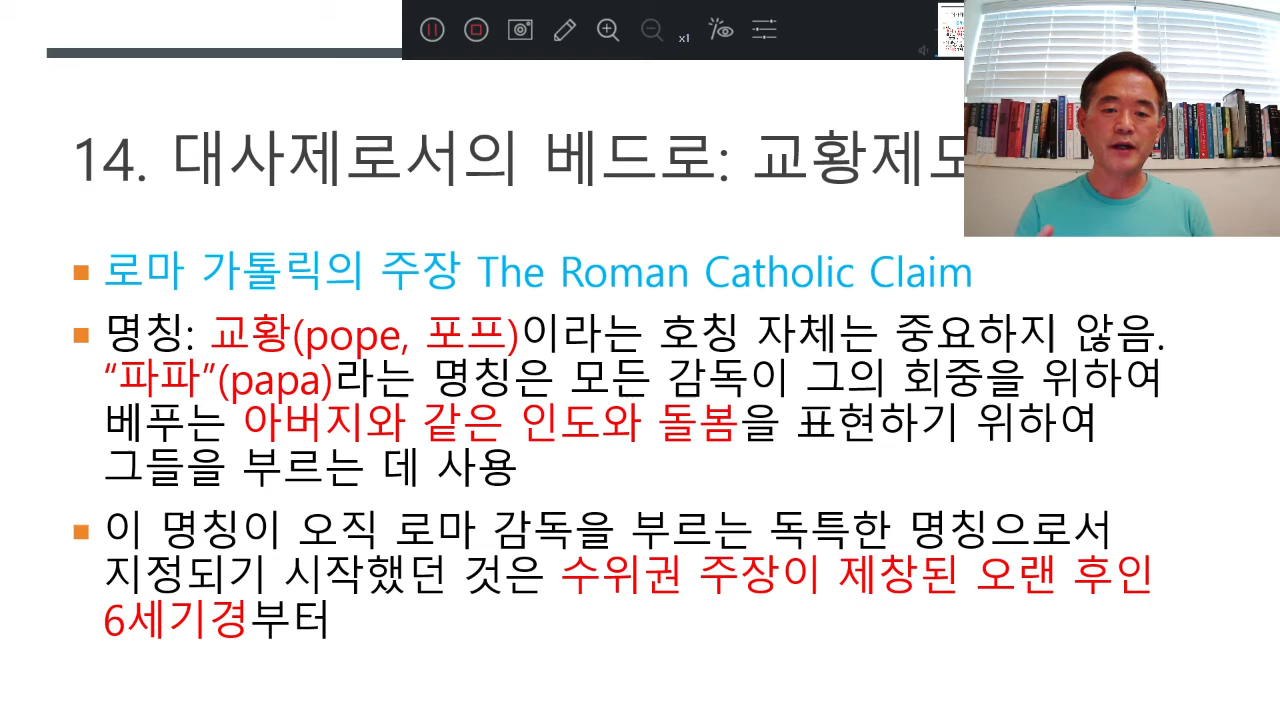 x1
14. 대사제로서의 베드로: 교황제도
로마 가톨릭의 주장 The Roman Catholic Claim
명칭: 교황(pope, 포프)이라는 호칭 자체는 중요하지 않음.
“파파”(papa)라는 명칭은 모든 감독이 그의 회중을 위하여
베푸는 아버지와 같은 인도와 돌봄을 표현하기 위하여
그들을 부르는 데 사용
이 명칭이 오직 로마 감독을 부르는 독특한 명칭으로서
지정되기 시작했던 것은 수위권 주장이 제창된 오랜 후인
6세기경부터